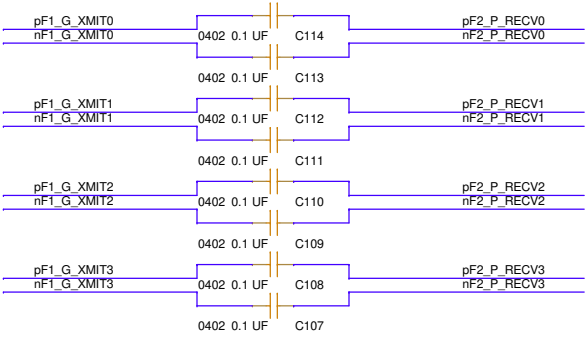 pF1_G_XMIT0 pF2_P_RECV0
nF1_G_XMIT0 0402 0.1 UF C114 nF2_P_RECV0
0402 0.1 UF C113
pF1_G_XMIT1 pF2_P_RECV1
nF1_G_XMIT1 0402 0.1 UF C112 nF2_P_RECV1
0402 0.1 UF C111
pF1_G_XMIT2 pF2_P_RECV2
nF1_G_XMIT2 0402 0.1 UF C110 nF2_P_RECV2
0402 0.1 UF C109
pF1_G_XMIT3 pF2_P_RECV3
nF1_G_XMIT3 0402 0.1 UF C108 nF2_P_RECV3
0402 0.1 UF C107